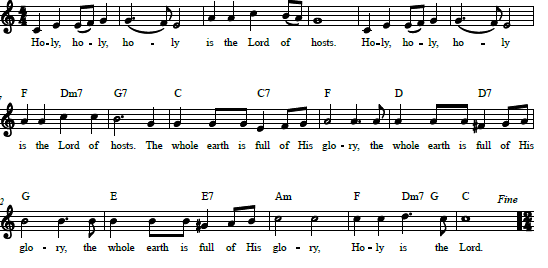 4 4
Ho-ly, ho-ly, ho - ly is the Lord of hosts. Ho-ly, ho-ly, ho - ly
F Dm7 G7 C C7 F D D7
is the Lord of hosts. The whole earth is full of His glo-ry, the whole earth is full of His
2 G E E7 Am F Dm7 G C Fine
glo - ry, the whole earth is full of His glo - ry, Ho-ly is the Lord.